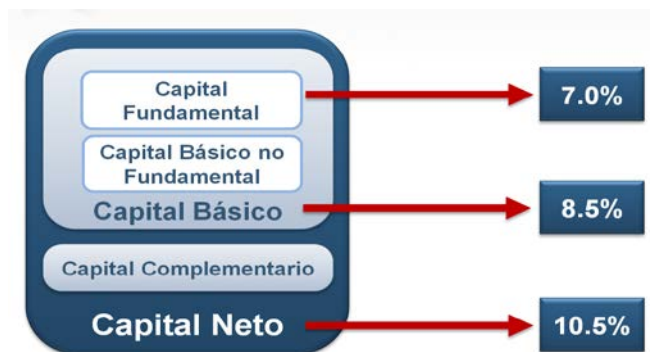 Capital
Fundamental
7.0%
Capital Básico no
Fundamental
Capital Básico
8.5%
Capital Complementario
Capital Neto
10.5%